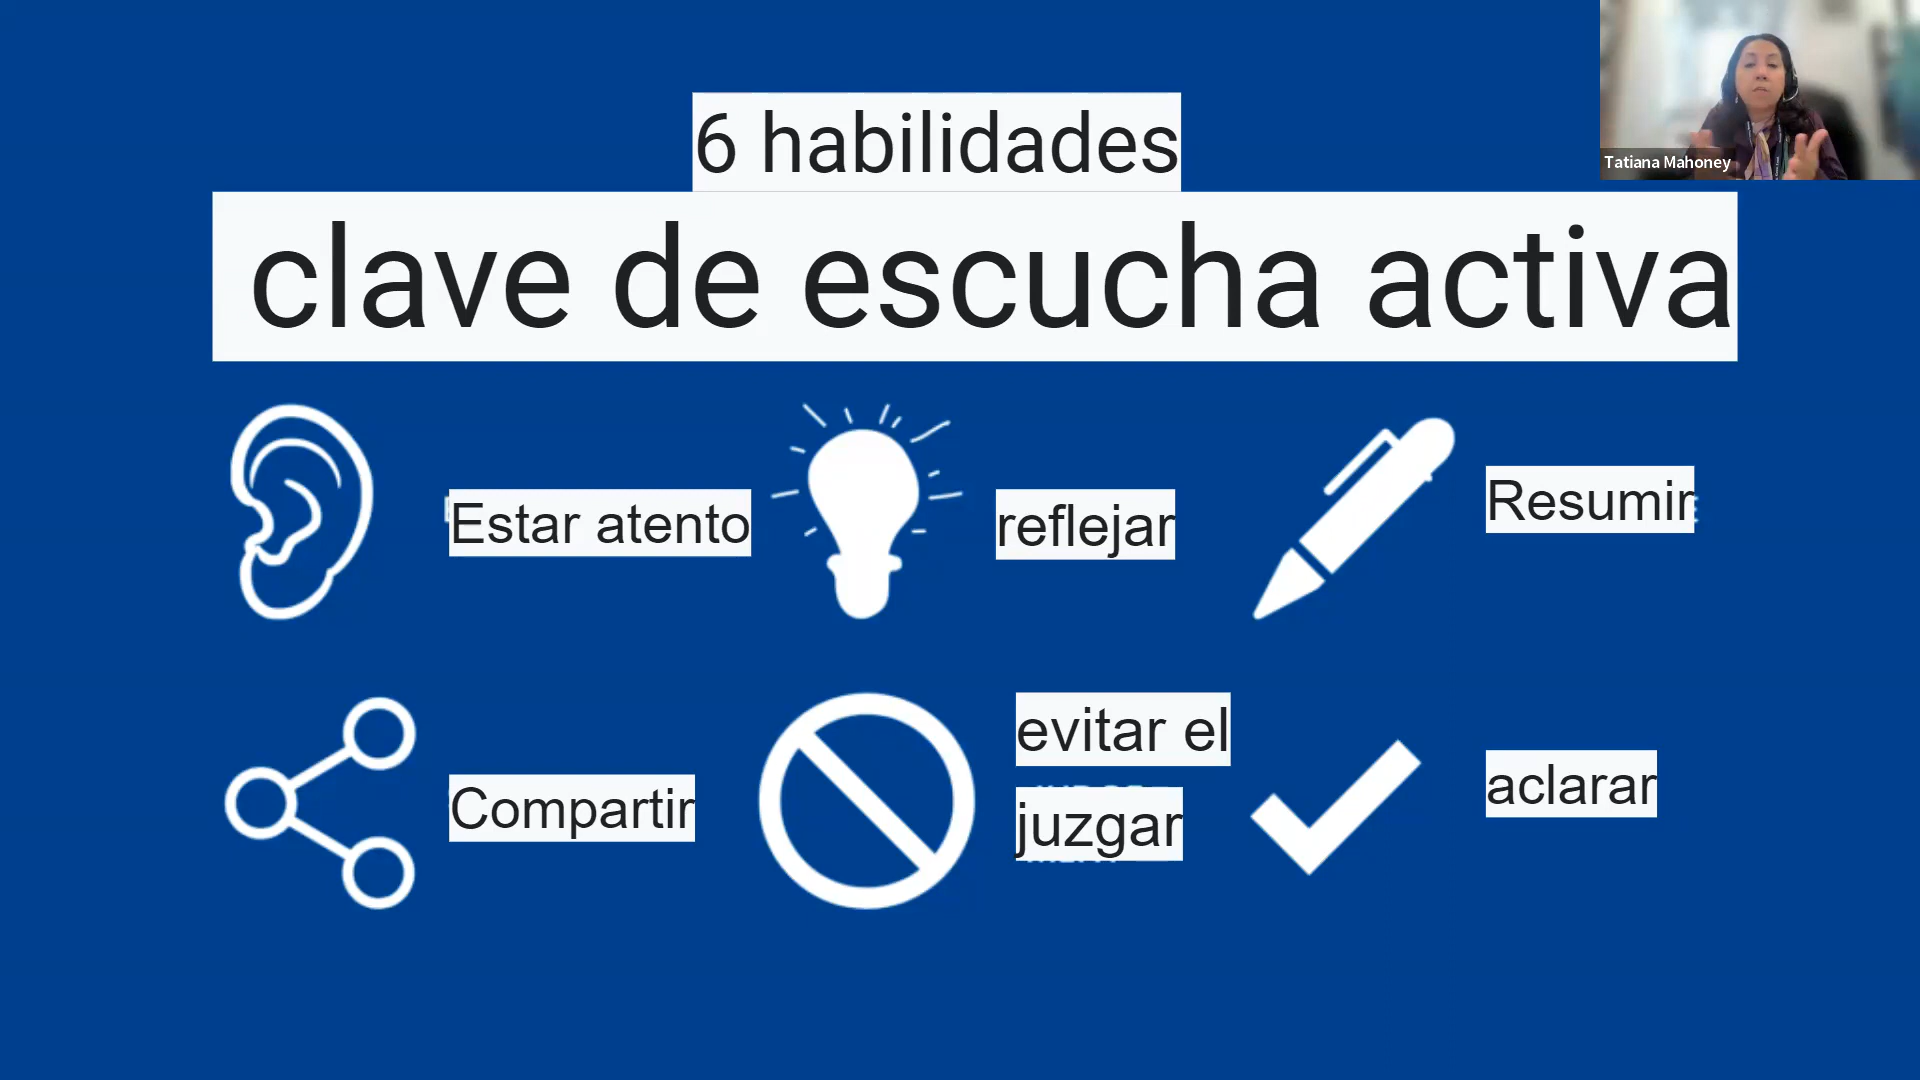 6 habilidades
clave de escucha activa
Tatiana Mahoney
Estar atento
reflejar
Resumir
Compartir
evitar el
juzgar
aclarar